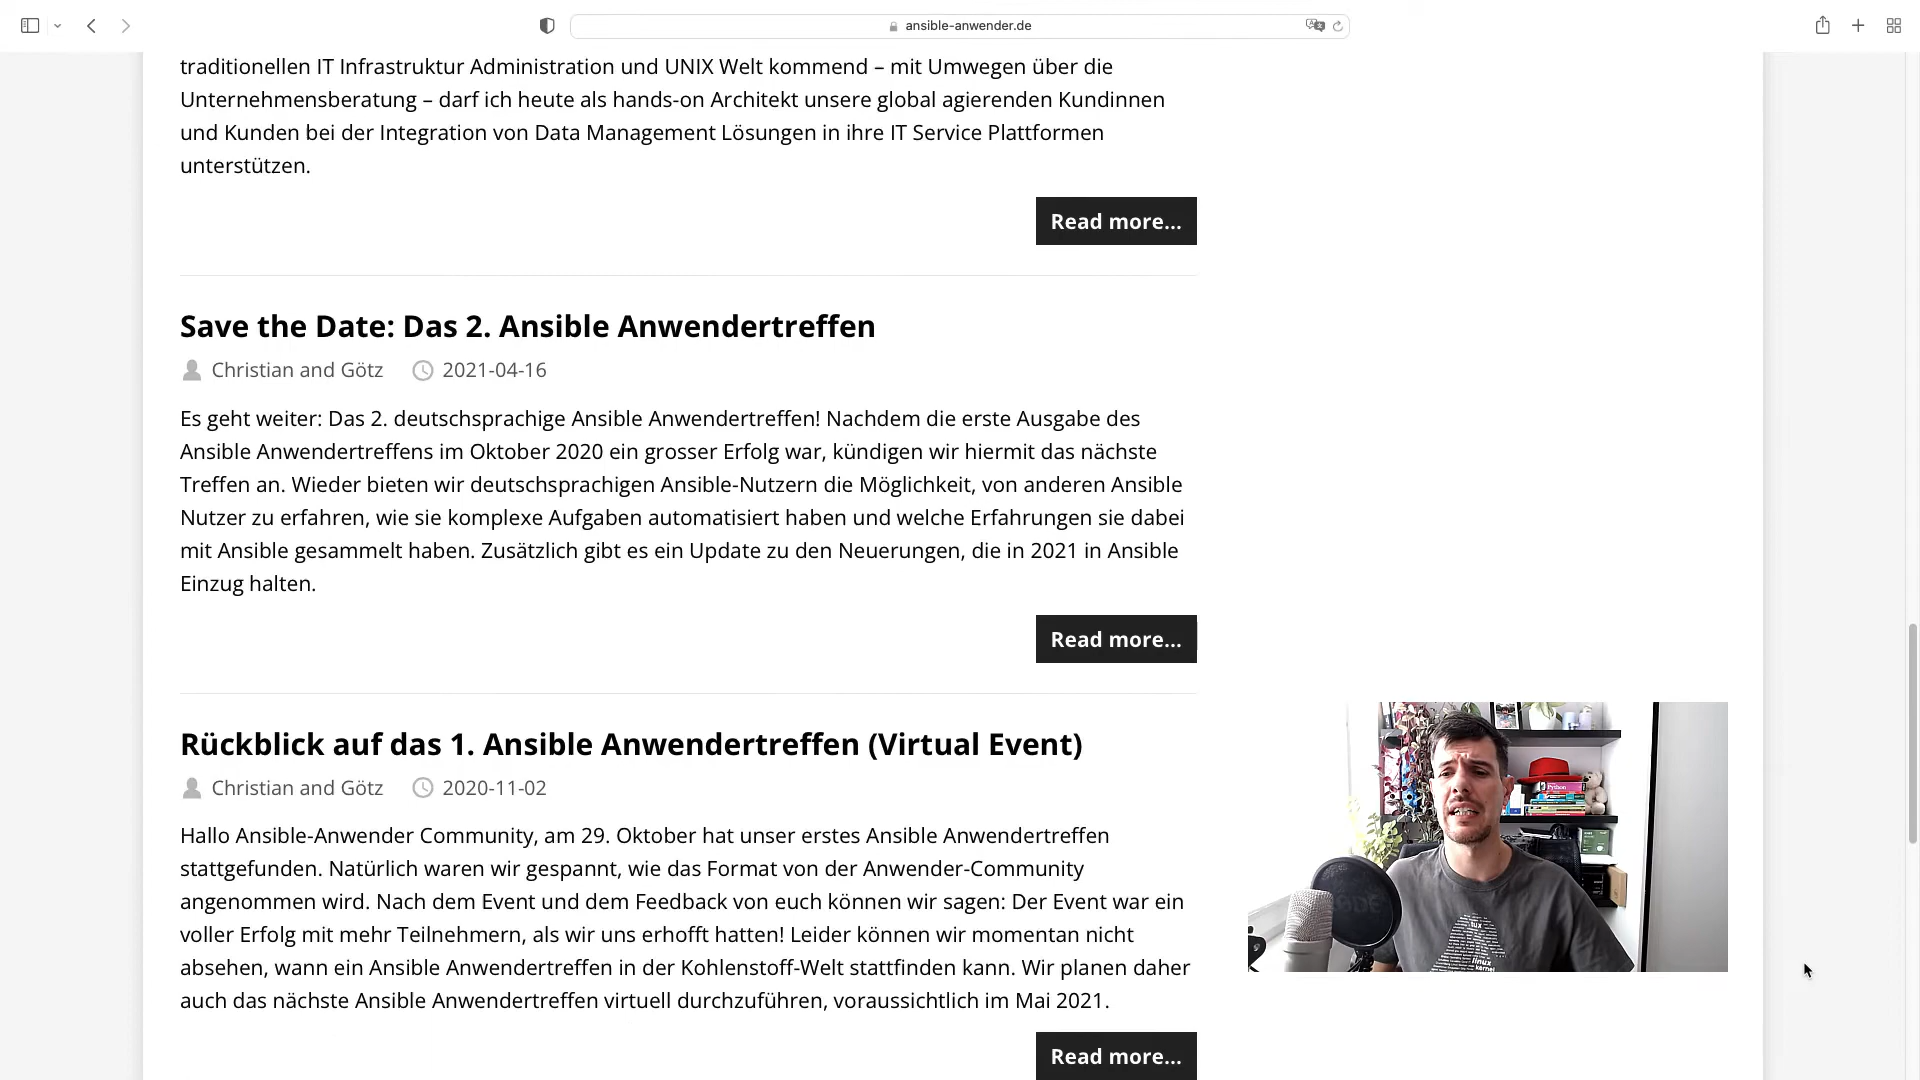 ansible-anwender.de
traditionellen IT Infrastruktur Administration und UNIX Welt kommend – mit Umwegen über die
Unternehmensberatung – darf ich heute als hands-on Architekt unsere global agierenden Kundinnen
und Kunden bei der Integration von Data Management Lösungen in ihre IT Service Plattformen
unterstützen.
Read more...
Save the Date: Das 2. Ansible Anwendertreffen
Christian and Götz 2021-04-16
Es geht weiter: Das 2. deutschsprachige Ansible Anwendertreffen! Nachdem die erste Ausgabe des
Ansible Anwendertreffens im Oktober 2020 ein grosser Erfolg war, kündigen wir hiermit das nächste
Treffen an. Wieder bieten wir deutschsprachigen Ansible-Nutzern die Möglichkeit, von anderen Ansible
Nutzer zu erfahren, wie sie komplexe Aufgaben automatisiert haben und welche Erfahrungen sie dabei
mit Ansible gesammelt haben. Zusätzlich gibt es ein Update zu den Neuerungen, die in 2021 in Ansible
Einzug halten.
Read more...
Rückblick auf das 1. Ansible Anwendertreffen (Virtual Event)
Christian and Götz 2020-11-02
Hallo Ansible-Anwender Community, am 29. Oktober hat unser erstes Ansible Anwendertreffen
stattgefunden. Natürlich waren wir gespannt, wie das Format von der Anwender-Community
angenommen wird. Nach dem Event und dem Feedback von euch können wir sagen: Der Event war ein
voller Erfolg mit mehr Teilnehmern, als wir uns erhofft hatten! Leider können wir momentan nicht
absehen, wann ein Ansible Anwendertreffen in der Kohlenstoff-Welt stattfinden kann. Wir planen daher
auch das nächste Ansible Anwendertreffen virtuell durchzuführen, voraussichtlich im Mai 2021.
Read more...
Python
tux
linux
kernel